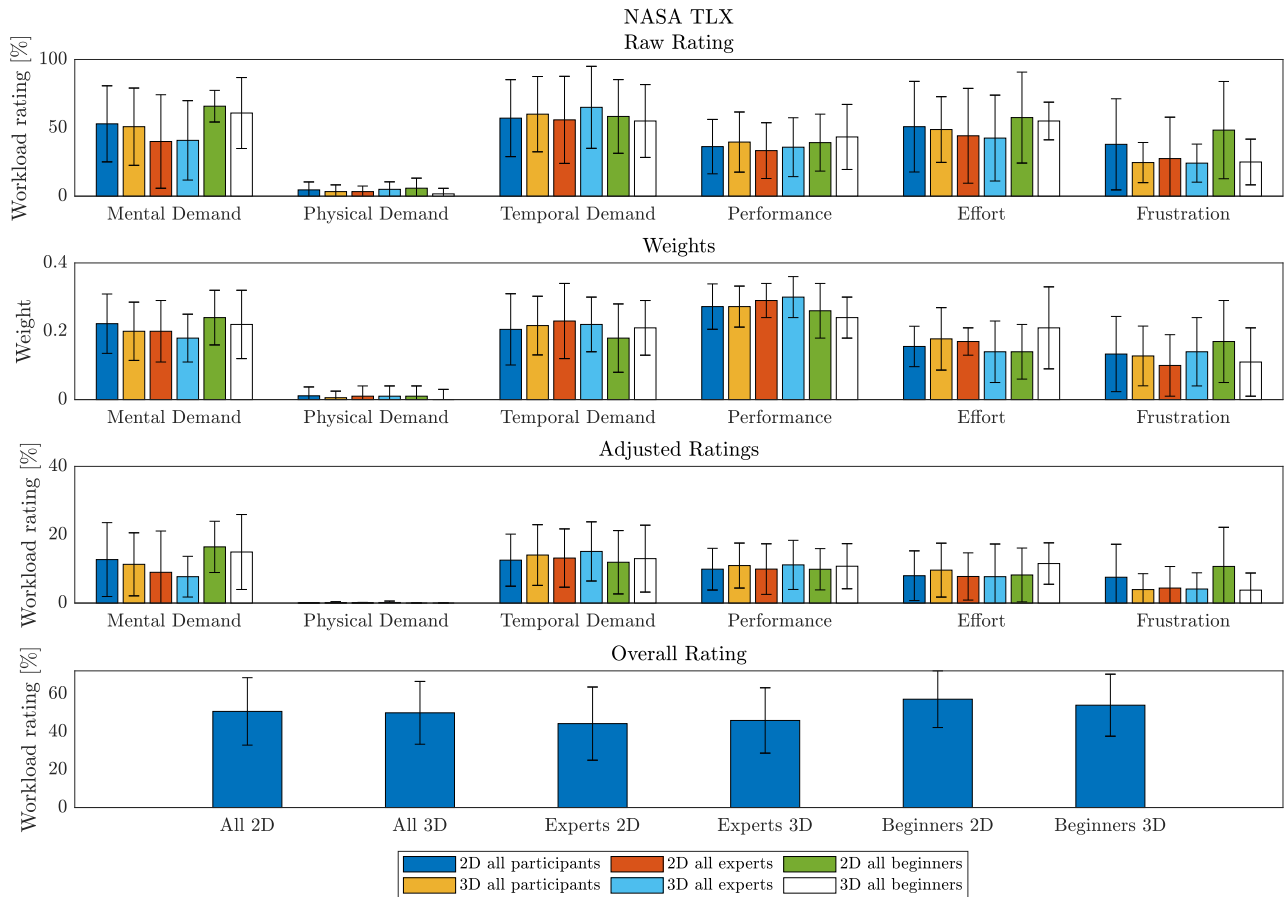 NASA TLX
Raw Rating
Workload rating [%]
100
50
0
Mental Demand Physical Demand Temporal Demand Performance Effort Frustration
Weights
Weight
0.4
0.2
0
Mental Demand Physical Demand Temporal Demand Performance Effort Frustration
Adjusted Ratings
Workload rating [%]
40
20
0
Mental Demand Physical Demand Temporal Demand Performance Effort Frustration
Overall Rating
Workload rating [%]
60
40
20
0
All 2D All 3D Experts 2D Experts 3D Beginners 2D Beginners 3D
2D all participants 2D all experts 2D all beginners
3D all participants 3D all experts 3D all beginners